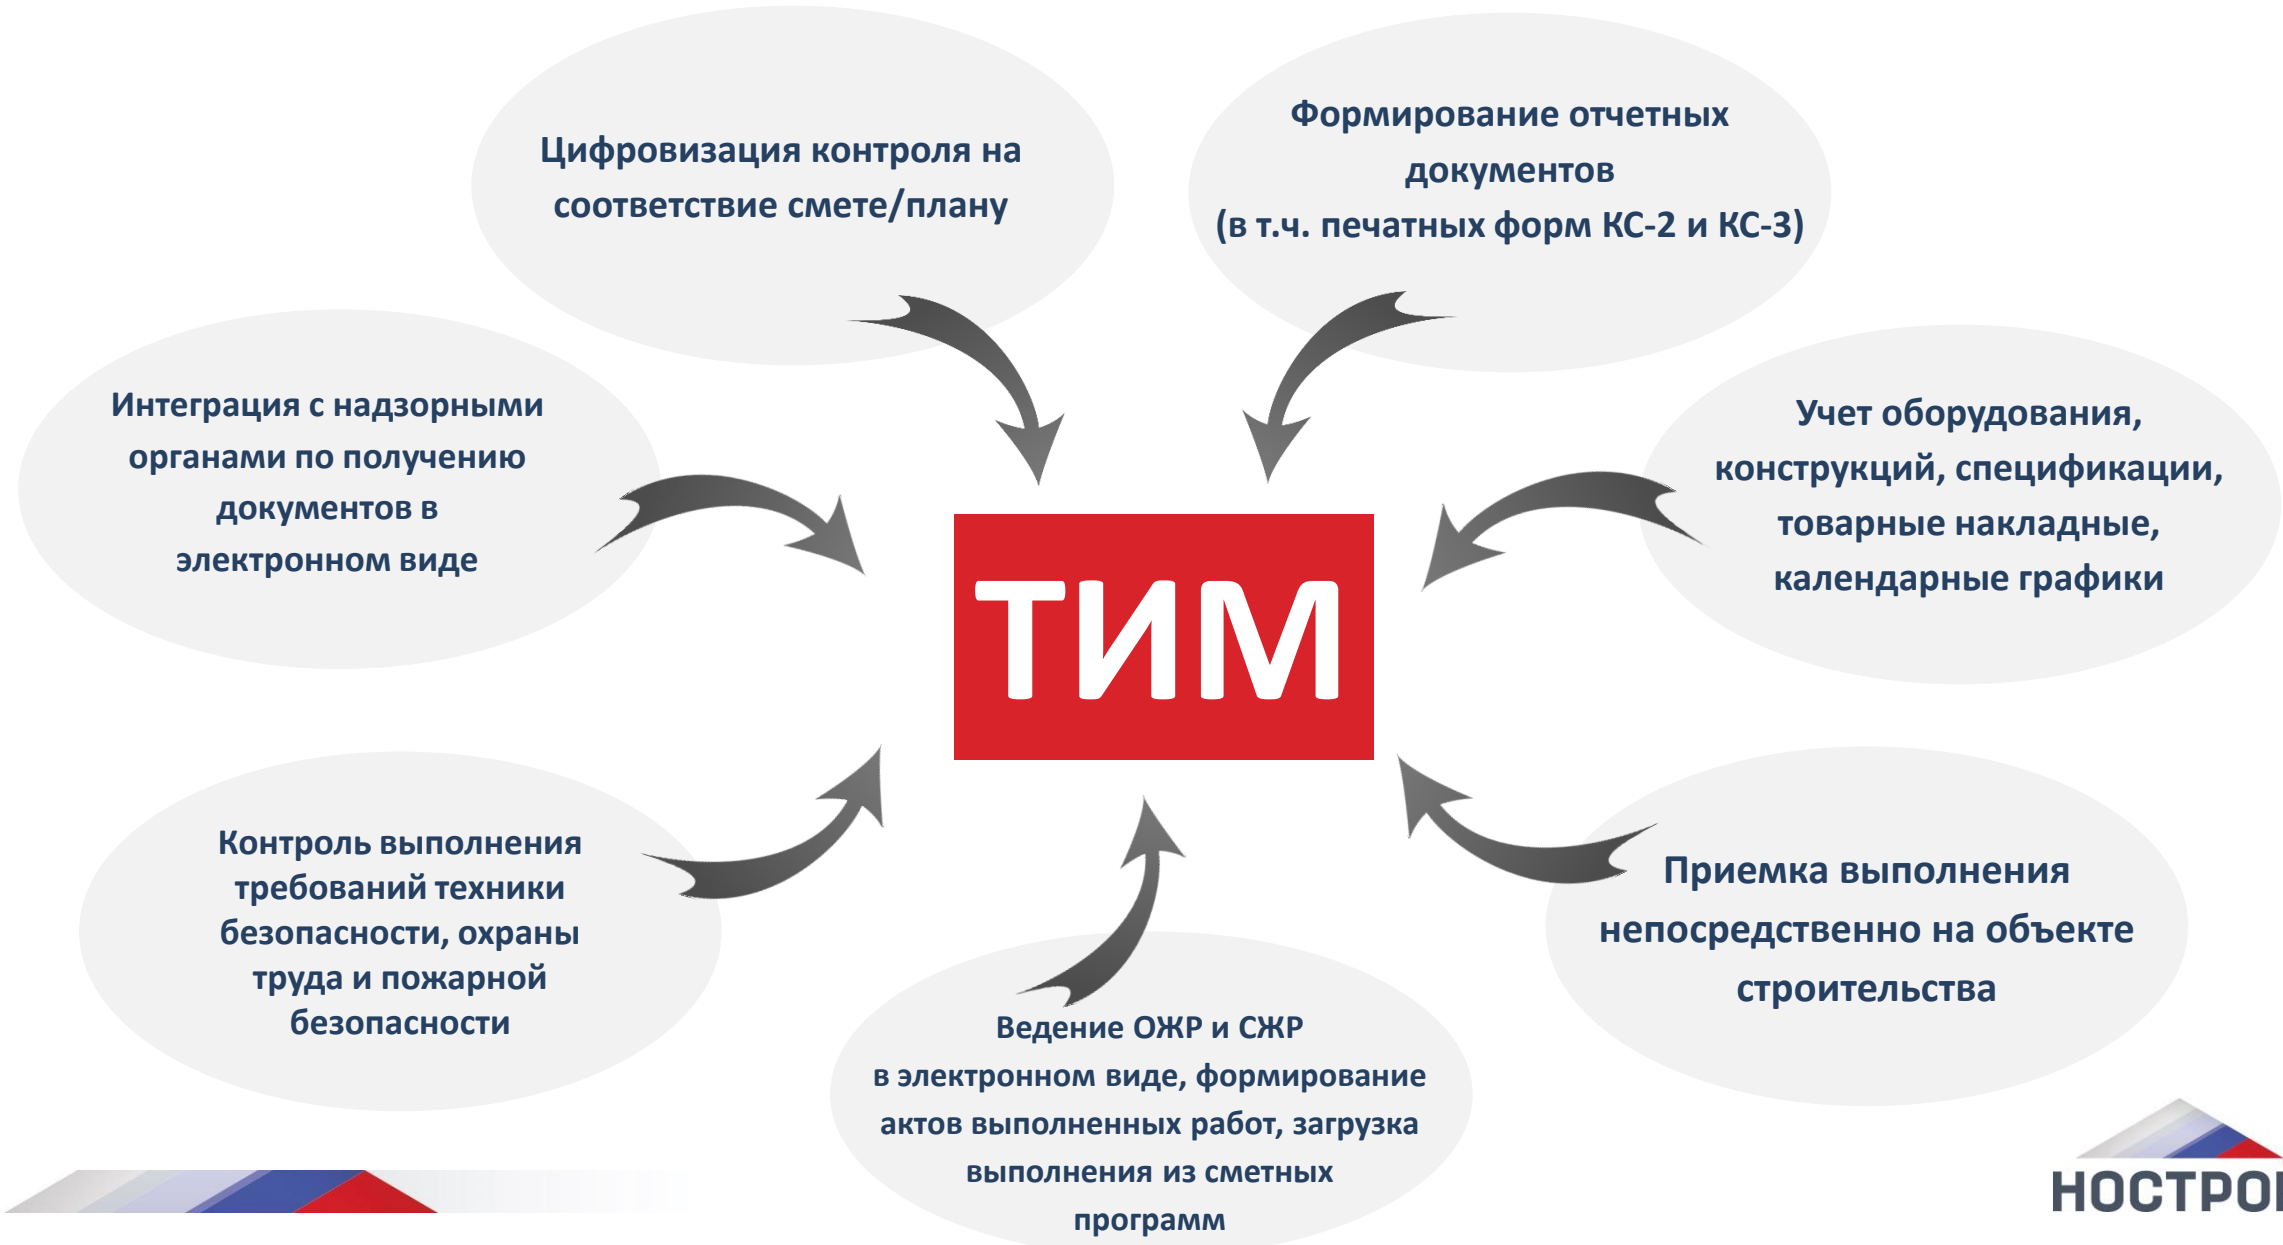 Цифровизация контроля на
соответствие смете/плану
Формирование отчетных
документов
(в т.ч. печатных форм КС-2 и КС-3)
Интеграция с надзорными
органами по получению
документов в
электронном виде
Учет оборудования,
конструкций, спецификации,
товарные накладные,
календарные графики
ТИМ
Контроль выполнения
требований техники
безопасности, охраны
труда и пожарной
безопасности
Приемка выполнения
непосредственно на объекте
строительства
Ведение ОЖР и СЖР
в электронном виде, формирование
актов выполненных работ, загрузка
выполнения из сметных
программ
НОСТРОЙ